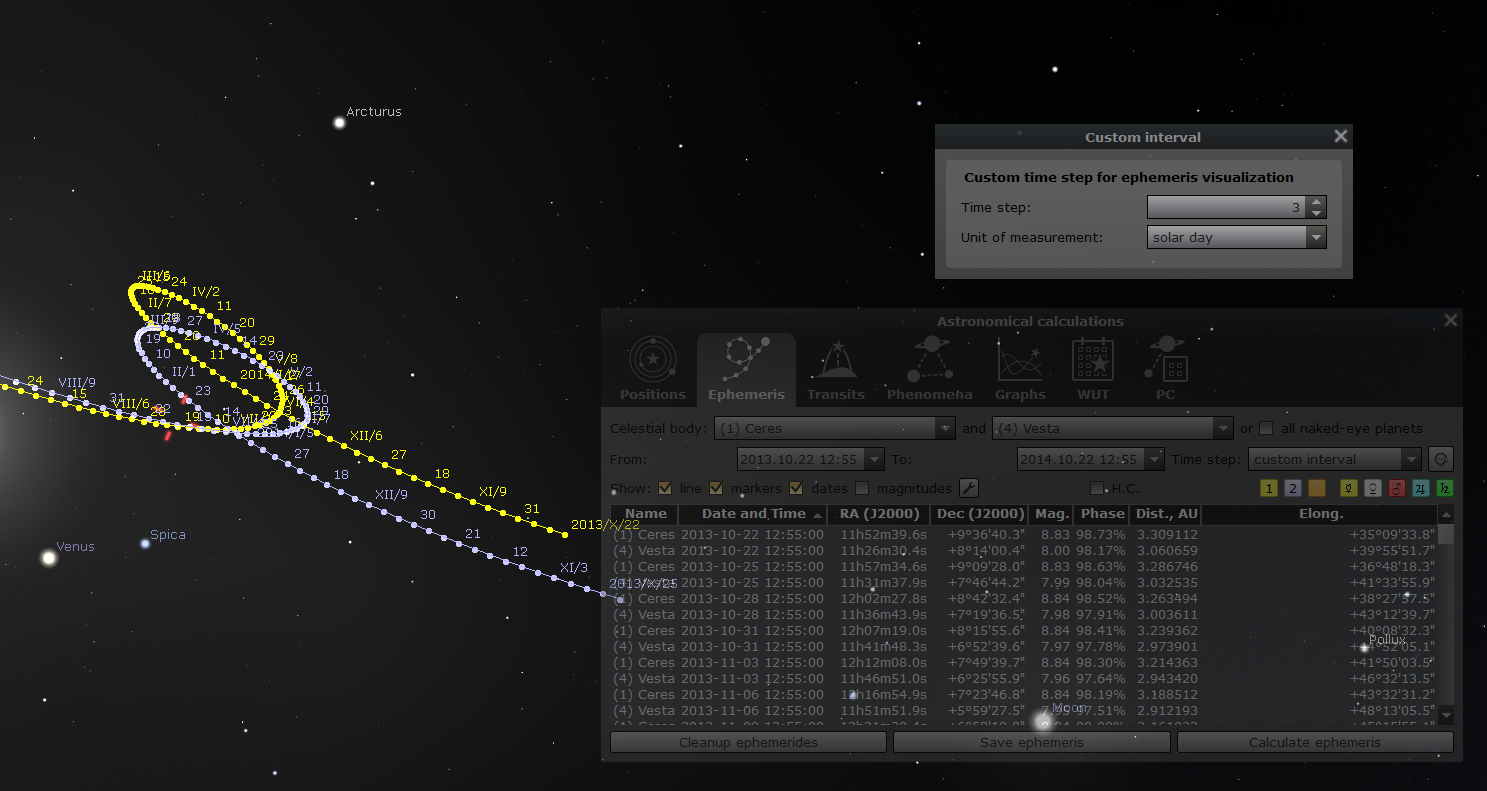 Arcturus
Custom interval
Custom time step for ephemeris visualization
Time step: 3
Unit of measurement: solar day
24
IV/2
11
20
29
V/8
II/7
27
IV/5
14
19
10
11
II/1
23
11
20
VIII/9
15
31
VIII/6
24
19
10
14
XII/6
27
18
XI/9
31
2013/X/22
27
18
XII/9
30
21
12
XI/3
2013/X/25
Venus
Spica
Pollux
Moon
Astronomical calculations
Positions Ephemeris Transits Phenomena Graphs WUT PC
Celestial body: (1) Ceres and (4) Vesta or all naked-eye planets
From: 2013.10.22 12:55 To: 2014.10.22 12:55 Time step: custom interval
Show: line markers dates magnitudes H.C. 1 2 ☿ ♀ ♂ ♃ ♄
Name Date and Time RA (J2000) Dec (J2000) Mag. Phase Dist., AU Elong.
(1) Ceres 2013-10-22 12:55:00 11h52m39.6s +9°36'40.3" 8.83 98.73% 3.309112 +35°09'33.8"
(4) Vesta 2013-10-22 12:55:00 11h26m30.4s +8°14'00.4" 8.00 98.17% 3.060659 +39°55'51.7"
(1) Ceres 2013-10-25 12:55:00 11h57m34.6s +9°09'28.0" 8.83 98.63% 3.286746 +36°48'18.3"
(4) Vesta 2013-10-25 12:55:00 11h31m37.9s +7°46'44.2" 7.99 98.04% 3.032535 +41°33'55.9"
(1) Ceres 2013-10-28 12:55:00 12h02m27.8s +8°42'32.4" 8.84 98.52% 3.263494 +38°27'57.5"
(4) Vesta 2013-10-28 12:55:00 11h36m43.9s +7°19'36.5" 7.98 97.91% 3.003611 +43°12'39.7"
(1) Ceres 2013-10-31 12:55:00 12h07m19.0s +8°15'55.6" 8.84 98.41% 3.239362 +40°08'32.3"
(4) Vesta 2013-10-31 12:55:00 11h41m48.3s +6°52'39.6" 7.97 97.78% 2.973901 +44°52'05.1"
(1) Ceres 2013-11-03 12:55:00 12h12m08.0s +7°49'39.7" 8.84 98.30% 3.214363 +41°50'03.5"
(4) Vesta 2013-11-03 12:55:00 11h46m51.0s +6°25'55.9" 7.96 97.64% 2.943420 +46°32'13.5"
(1) Ceres 2013-11-06 12:55:00 12h16m54.9s +7°23'46.8" 8.84 98.19% 3.188512 +43°32'31.2"
(4) Vesta 2013-11-06 12:55:00 11h51m51.9s +5°59'27.5" 7.95 97.51% 2.912193 +48°13'05.5"
Cleanup ephemerides Save ephemeris Calculate ephemeris